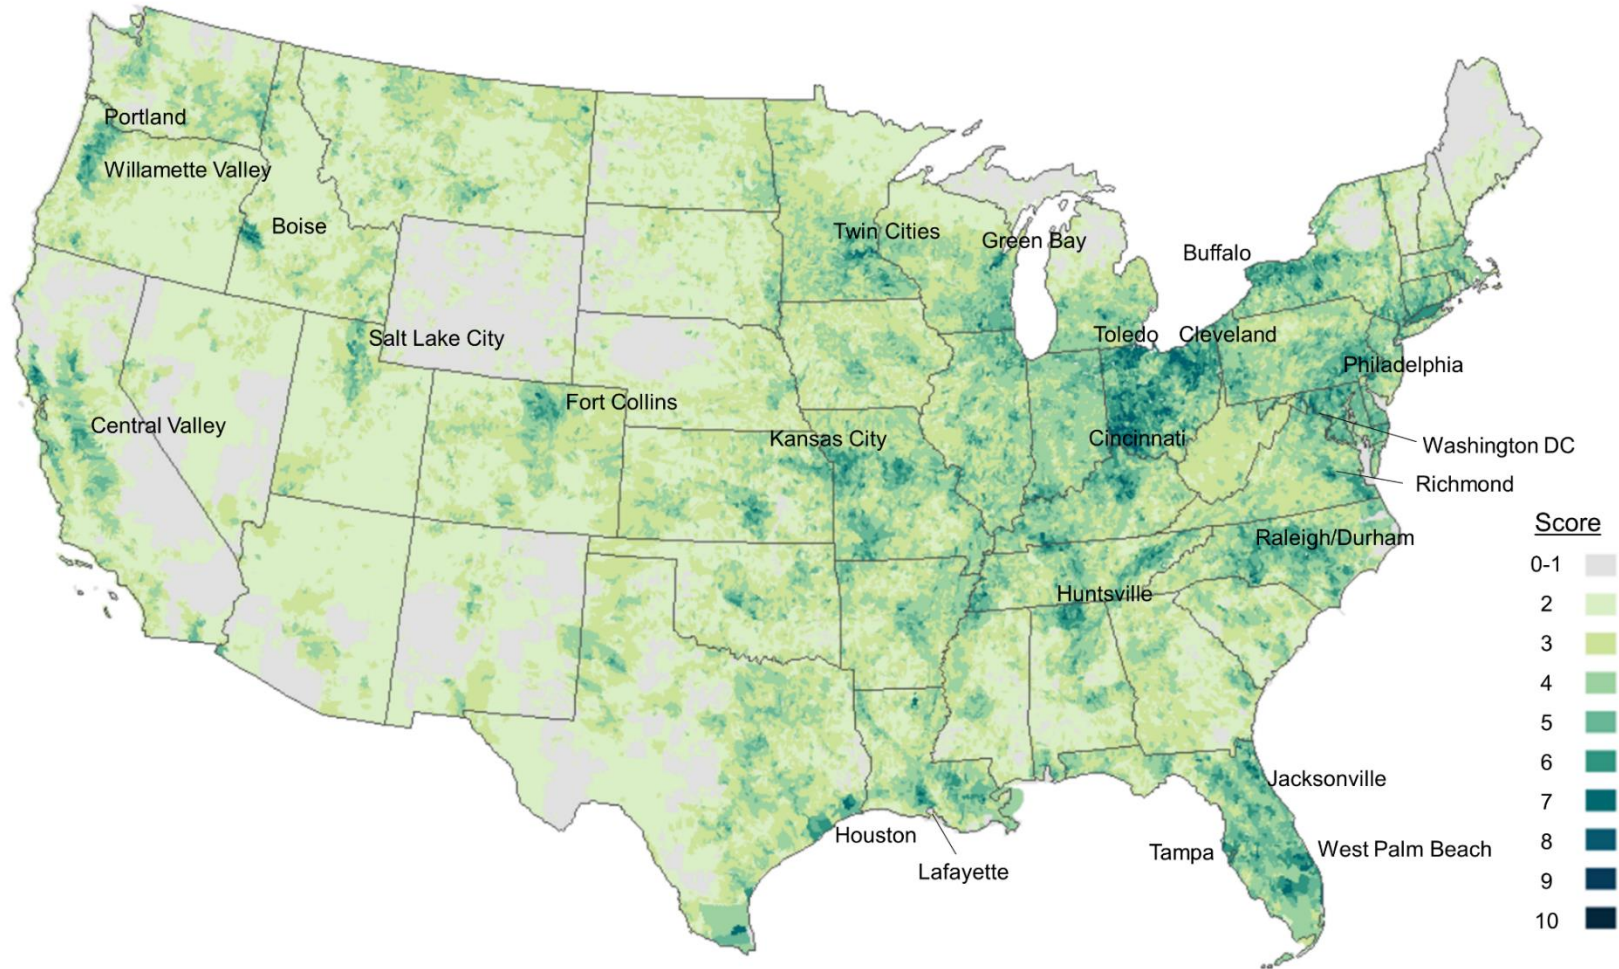 Portland
Willamette Valley
Boise
Twin Cities
Green Bay
Buffalo
Salt Lake City
Toledo
Cleveland
Philadelphia
Fort Collins
Central Valley
Kansas City
Cincinnati
Washington DC
Richmond
Raleigh/Durham
Huntsville
Jacksonville
Houston
Tampa
West Palm Beach
Lafayette
Score
0-1
2
3
4
5
6
7
8
9
10